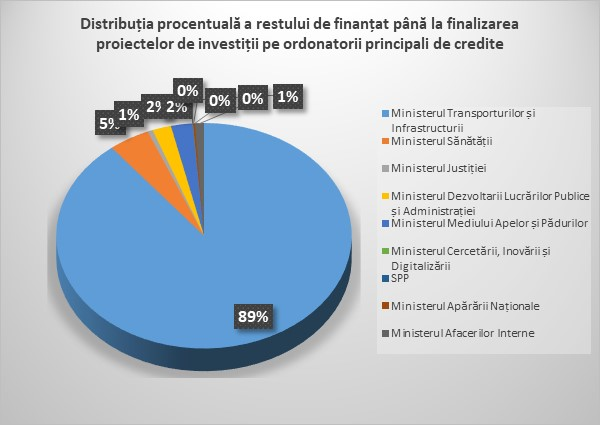 Distribuția procentuală a restului de finanțat până la finalizarea
proiectelor de investiții pe ordonatorii principali de credite
5%
1%
2%
2%
0%
0%
0%
1%
89%
Ministerul Transporturilor și
Infrastructurii
Ministerul Sănătății
Ministerul Justiției
Ministerul Dezvoltarii Lucrărilor Publice
și Administrației
Ministerul Mediului Apelor și Pădurilor
Ministerul Cercetării, Inovării și
Digitalizării
SPP
Ministerul Apărării Naționale
Ministerul Afacerilor Interne